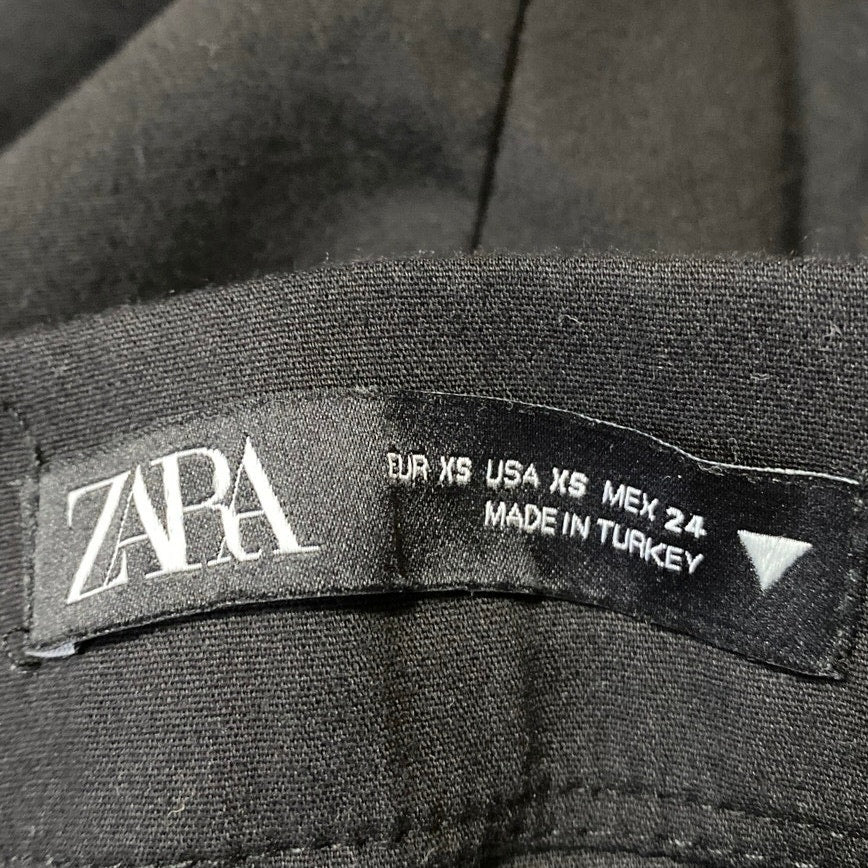 ZARA
EUR XS USA XS MEX 24
MADE IN TURKEY